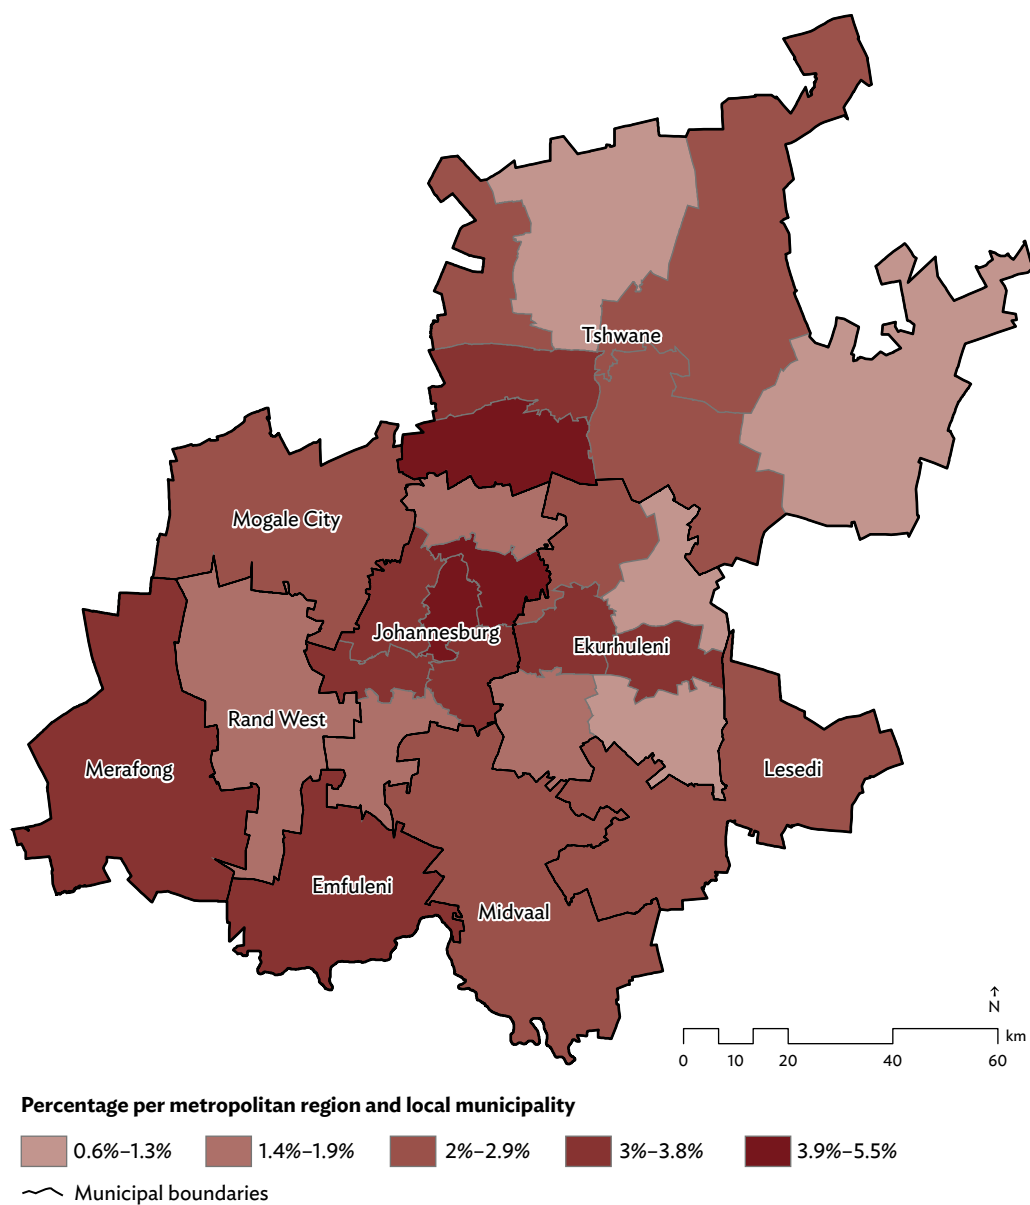 Tshwane
Mogale City
Johannesburg
Ekurhuleni
Rand West
Merafong
Lesedi
Emfuleni
Midvaal
N
km
0 10 20 40 60
Percentage per metropolitan region and local municipality
0.6%–1.3% 1.4%–1.9% 2%–2.9% 3%–3.8% 3.9%–5.5%
Municipal boundaries